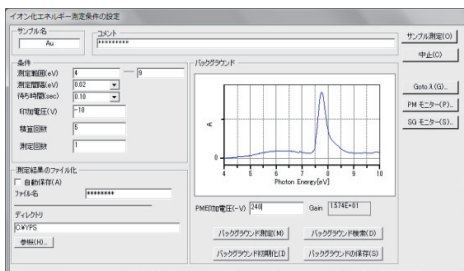 イオン化エネルギー測定条件の設定
サンプル名
Au
コメント
*********
サンプル測定(O)
中止(C)
条件
測定範囲(eV) 4 — 9
測定間隔(eV) 0.02
待ち時間(sec) 0.10
印加電圧(V) -10
積算回数 5
測定回数 1
バックグラウンド
A
0
4 5 6 7 8 9 10
Photon Energy[eV]
Goto λ(G)...
PM モニター(P)...
SG モニター(S)...
測定結果のファイル化
自動保存(A)
ファイル名 ********
ディレクトリ
C:¥YPS
参照(H)...
PM印加電圧(-V) 240 Gain 1.574E+01
バックグラウンド測定(M) バックグラウンド検索(D)
バックグラウンド初期化(I) バックグラウンドの保存(S)